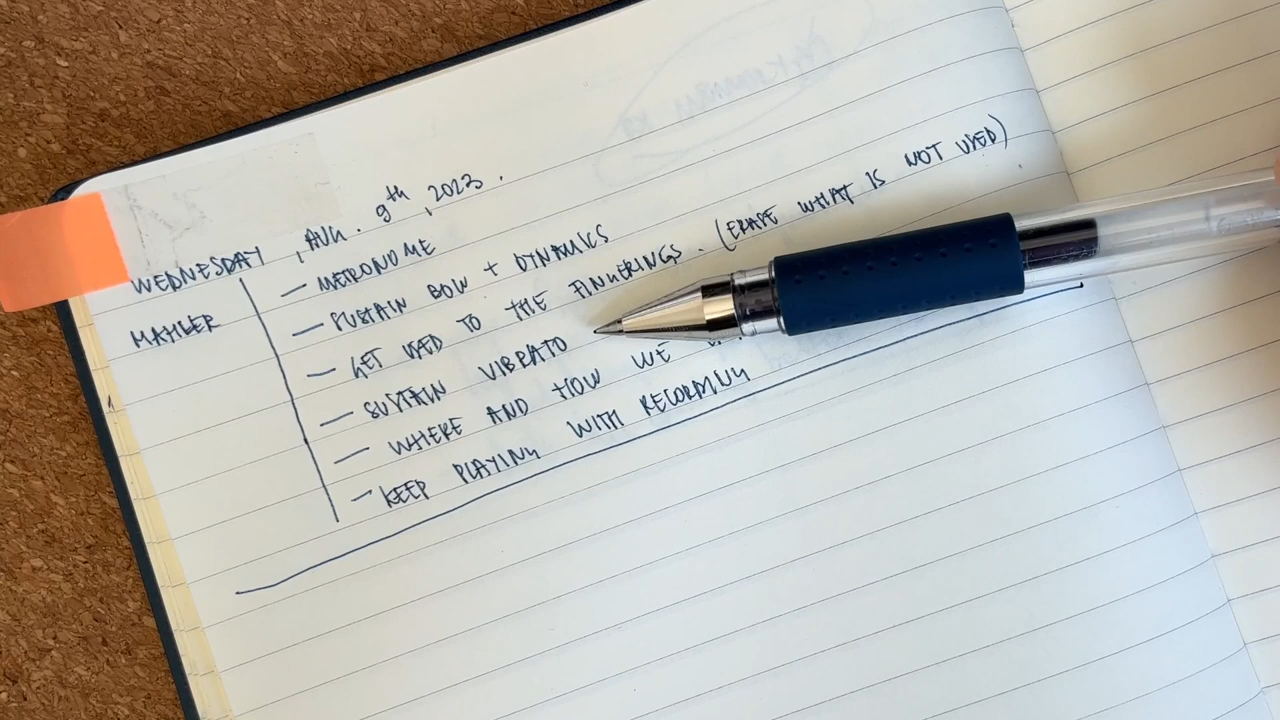 WEDNESDAY, AUG. 9th, 2023.
MAHLER
— METRONOME
— SUSTAIN BOW + DYNAMICS
— GET USED TO THE FINGERINGS. (ERASE WHAT IS NOT USED)
— SUSTAIN VIBRATO
— WHERE AND HOW WE
— KEEP PLAYING WITH RECORDING